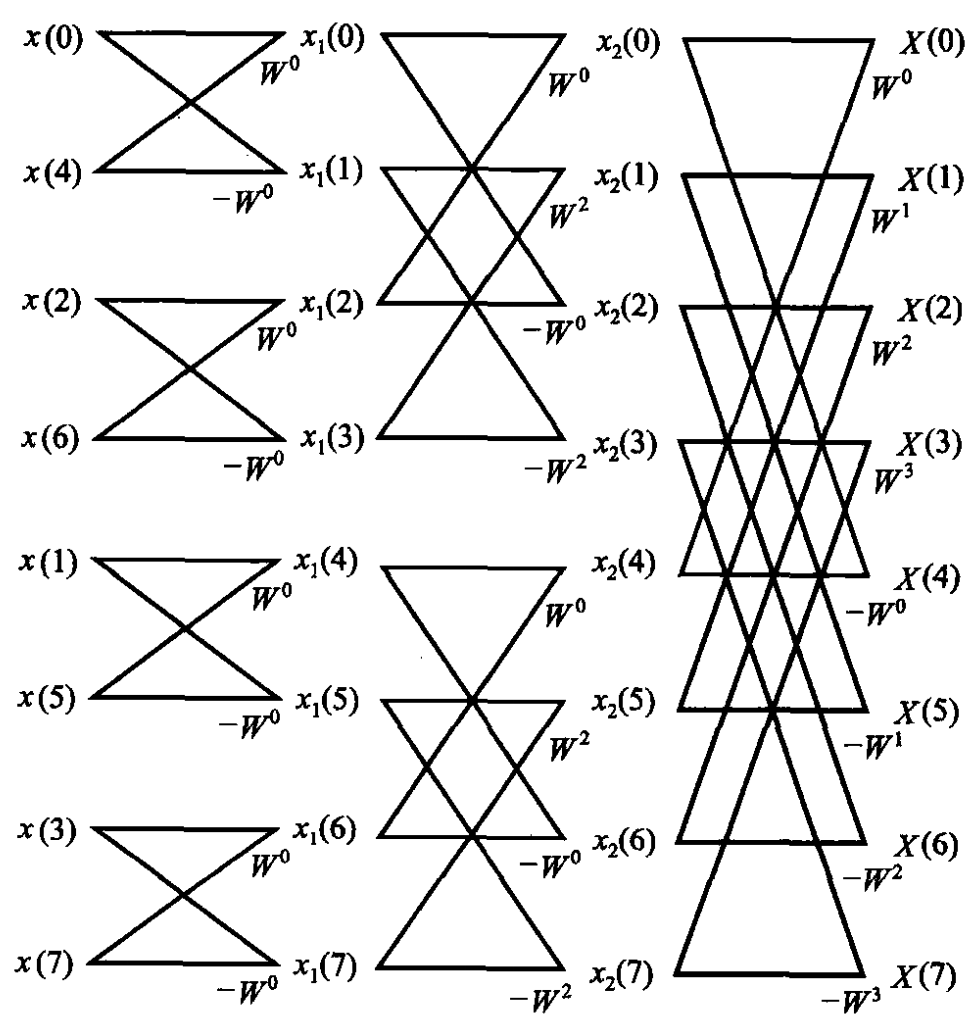 x(0) x₁(0) x₂(0) X(0)
W⁰ W⁰ W⁰
x(4) x₁(1) x₂(1) X(1)
−W⁰ W² W¹
x(2) x₁(2) x₂(2) X(2)
W⁰ −W⁰ W²
x(6) x₁(3) x₂(3) X(3)
−W⁰ −W² W³
x(1) x₁(4) x₂(4) X(4)
W⁰ W⁰ −W⁰
x(5) x₁(5) x₂(5) X(5)
−W⁰ W² −W¹
x(3) x₁(6) x₂(6) X(6)
W⁰ −W⁰ −W²
x(7) x₁(7) x₂(7) X(7)
−W⁰ −W² −W³